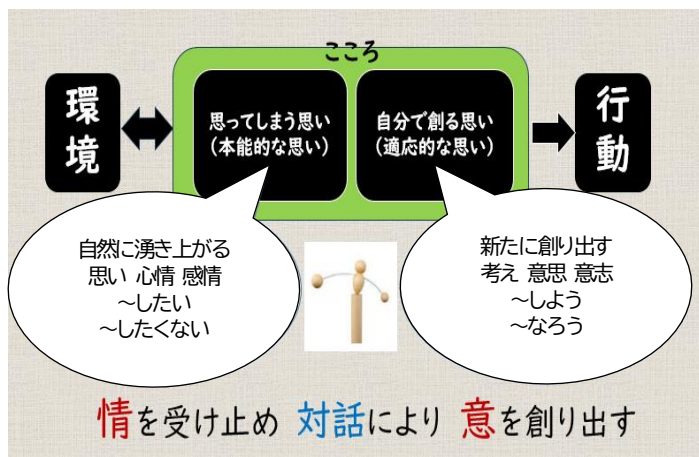 こころ
環境
思ってしまう思い
(本能的な思い)
自分で創る思い
(適応的な思い)
行動
自然に湧き上がる
思い 心情 感情
～したい
～したくない
新たに創り出す
考え 意思 意志
～しよう
～なろう
情を受け止め 対話により 意を創り出す